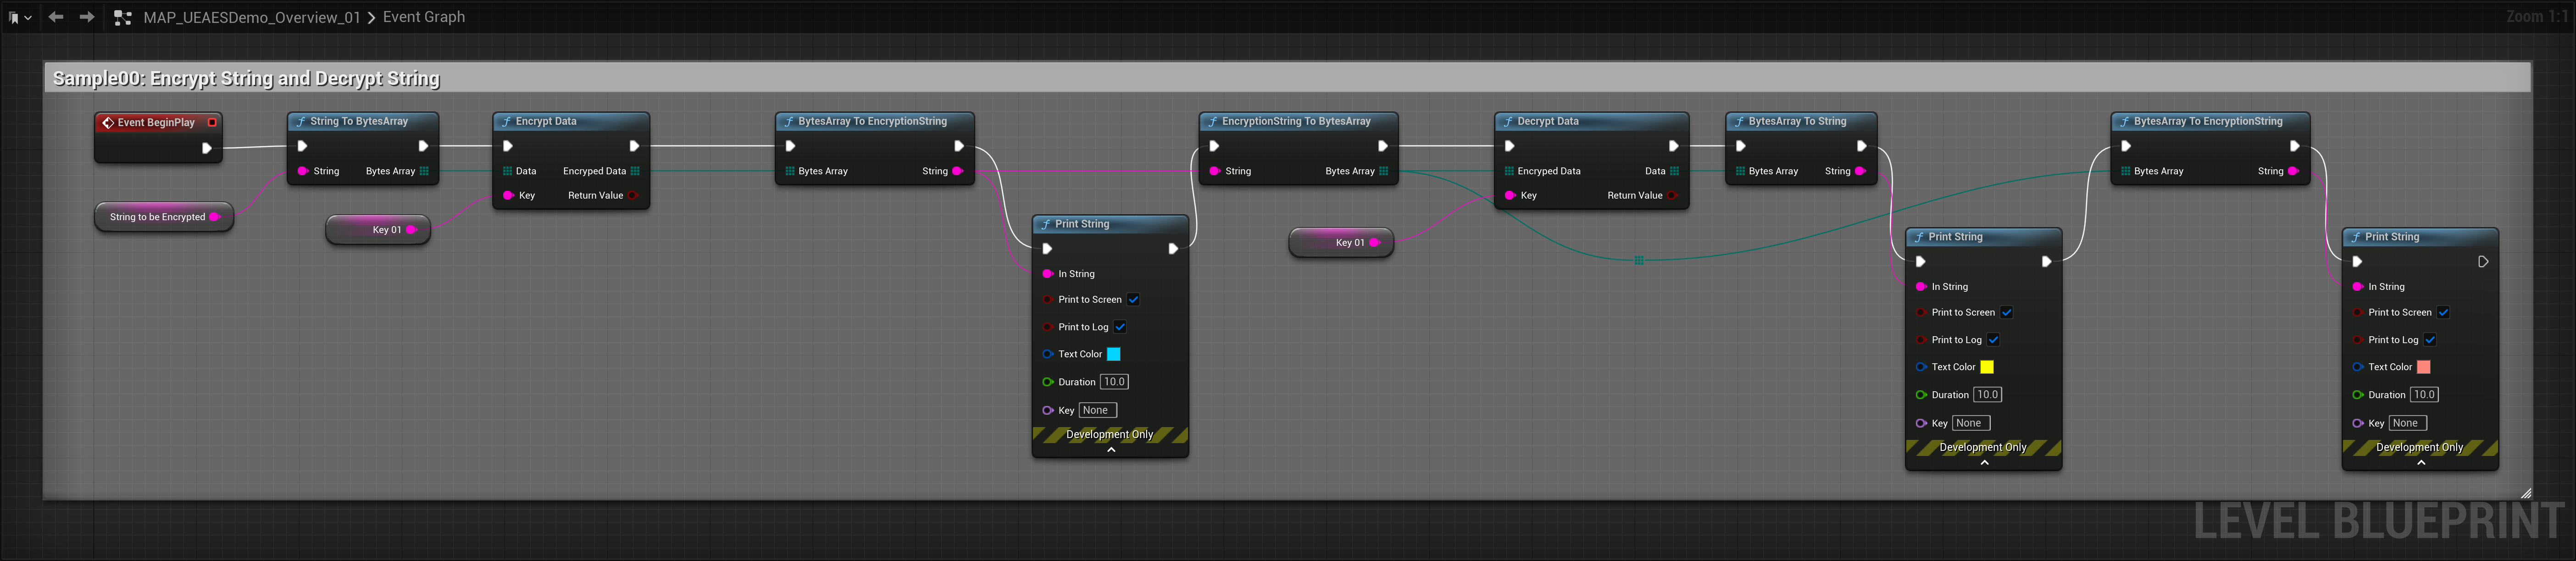 MAP_UEAESDemo_Overview_01 > Event Graph
Zoom 1:1
Sample00: Encrypt String and Decrypt String
Event BeginPlay
String to be Encrypted
String To BytesArray
String Bytes Array
Key 01
Encrypt Data
Data Encryped Data
Key Return Value
BytesArray To EncryptionString
Bytes Array String
Print String
In String
Print to Screen
Print to Log
Text Color
Duration 10.0
Key None
Development Only
EncryptionString To BytesArray
String Bytes Array
Key 01
Decrypt Data
Encryped Data Data
Key Return Value
BytesArray To String
Bytes Array String
Print String
In String
Print to Screen
Print to Log
Text Color
Duration 10.0
Key None
Development Only
BytesArray To EncryptionString
Bytes Array String
Print String
In String
Print to Screen
Print to Log
Text Color
Duration 10.0
Key None
Development Only
LEVEL BLUEPRINT